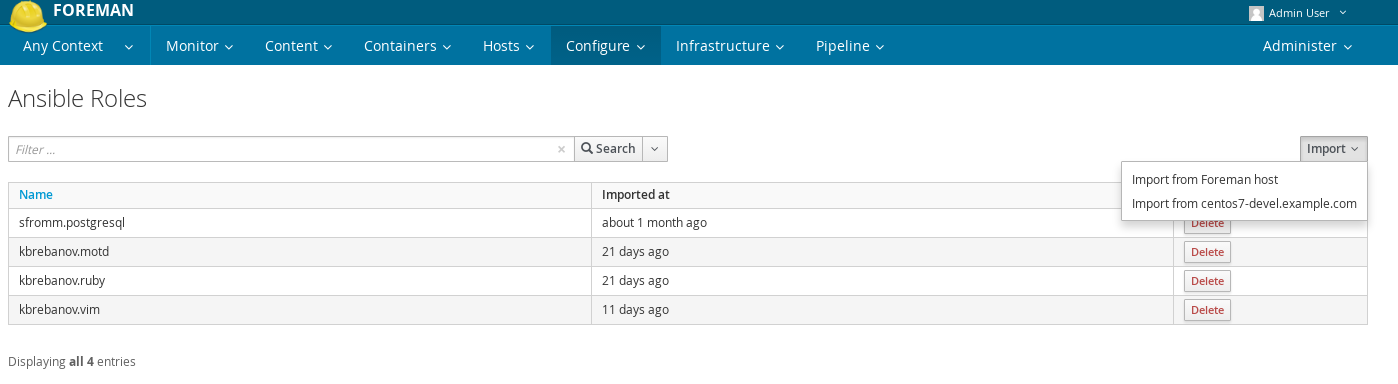 FOREMAN
Admin User
Any Context Monitor Content Containers Hosts Configure Infrastructure Pipeline Administer
Ansible Roles
Filter ... × Search Import
Import from Foreman host
Import from centos7-devel.example.com
Name Imported at
sfromm.postgresql about 1 month ago Delete
kbrebanov.motd 21 days ago Delete
kbrebanov.ruby 21 days ago Delete
kbrebanov.vim 11 days ago Delete
Displaying all 4 entries